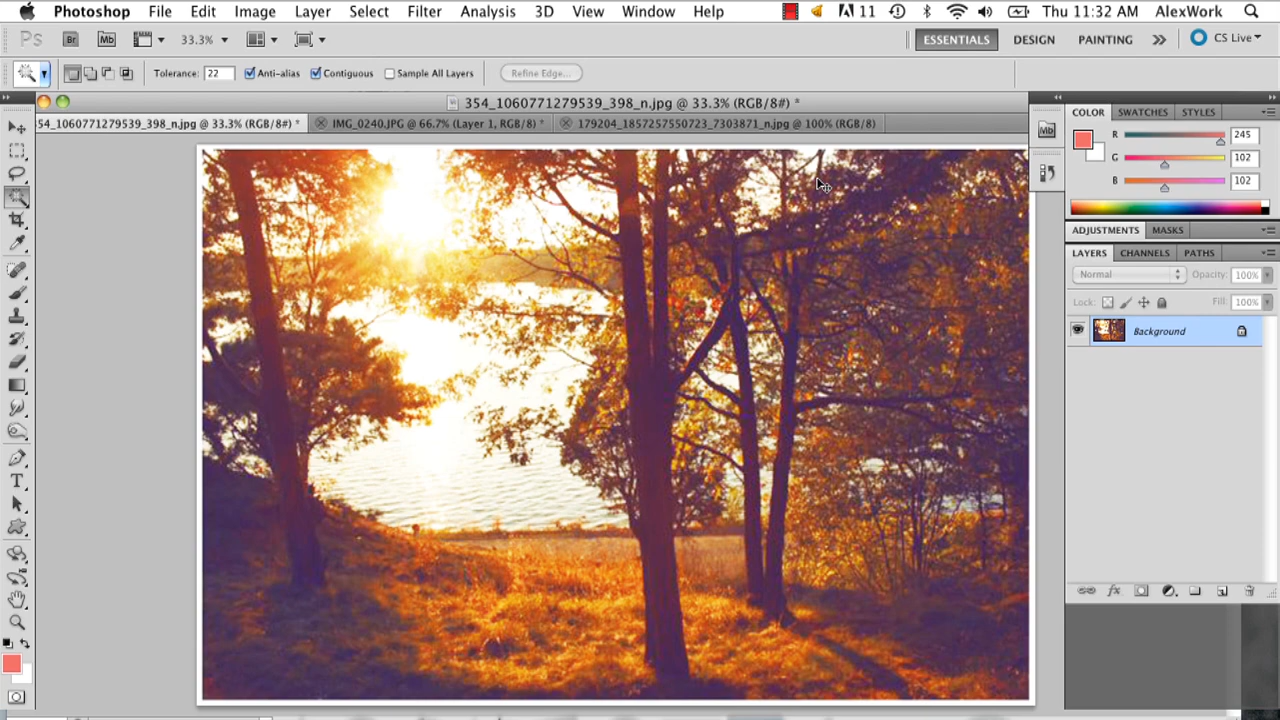 Photoshop File Edit Image Layer Select Filter Analysis 3D View Window Help 11 Thu 11:32 AM AlexWork
Ps Br Mb 33.3% ESSENTIALS DESIGN PAINTING CS Live
Tolerance: 22 Anti-alias Contiguous Sample All Layers Refine Edge...
354_1060771279539_398_n.jpg @ 33.3% (RGB/8#) *
354_1060771279539_398_n.jpg @ 33.3% (RGB/8#) * IMG_0240.JPG @ 66.7% (Layer 1, RGB/8) * 179204_1857257550723_7303871_n.jpg @ 100% (RGB/8)
Mb
COLOR SWATCHES STYLES
R 245
G 102
B 102
ADJUSTMENTS MASKS
LAYERS CHANNELS PATHS
Normal Opacity: 100%
Lock: Fill: 100%
Background
T
fx